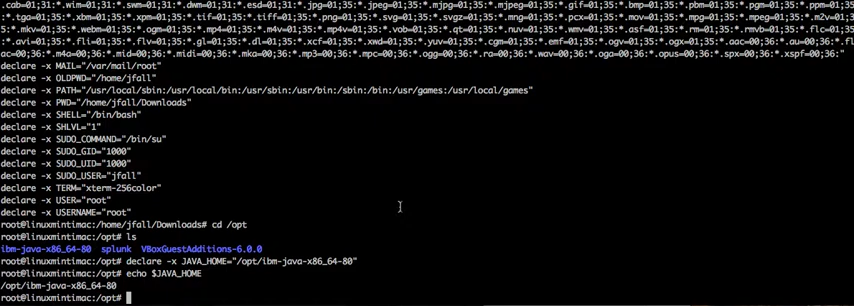 .cab=01;31:*.wim=01;31:*.swm=01;31:*.dwm=01;31:*.esd=01;31:*.jpg=01;35:*.jpeg=01;35:*.mjpg=01;35:*.mjpeg=01;35:*.gif=01;35:*.bmp=01;35:*.pbm=01;35:*.pgm=01;35:*.ppm=01;35
:*.tga=01;35:*.xbm=01;35:*.xpm=01;35:*.tif=01;35:*.tiff=01;35:*.png=01;35:*.svg=01;35:*.svgz=01;35:*.mng=01;35:*.pcx=01;35:*.mov=01;35:*.mpg=01;35:*.mpeg=01;35:*.m2v=01;3
5:*.mkv=01;35:*.webm=01;35:*.ogm=01;35:*.mp4=01;35:*.m4v=01;35:*.mp4v=01;35:*.vob=01;35:*.qt=01;35:*.nuv=01;35:*.wmv=01;35:*.asf=01;35:*.rm=01;35:*.rmvb=01;35:*.flc=01;35
:*.avi=01;35:*.fli=01;35:*.flv=01;35:*.gl=01;35:*.dl=01;35:*.xcf=01;35:*.xwd=01;35:*.yuv=01;35:*.cgm=01;35:*.emf=01;35:*.ogv=01;35:*.ogx=01;35:*.aac=00;36:*.au=00;36:*.fl
ac=00;36:*.m4a=00;36:*.mid=00;36:*.midi=00;36:*.mka=00;36:*.mp3=00;36:*.mpc=00;36:*.ogg=00;36:*.ra=00;36:*.wav=00;36:*.oga=00;36:*.opus=00;36:*.spx=00;36:*.xspf=00;36:"
declare -x MAIL="/var/mail/root"
declare -x OLDPWD="/home/jfall"
declare -x PATH="/usr/local/sbin:/usr/local/bin:/usr/sbin:/usr/bin:/sbin:/bin:/usr/games:/usr/local/games"
declare -x PWD="/home/jfall/Downloads"
declare -x SHELL="/bin/bash"
declare -x SHLVL="1"
declare -x SUDO_COMMAND="/bin/su"
declare -x SUDO_GID="1000"
declare -x SUDO_UID="1000"
declare -x SUDO_USER="jfall"
declare -x TERM="xterm-256color"
declare -x USER="root"
declare -x USERNAME="root"
root@linuxmintimac:/home/jfall/Downloads# cd /opt
root@linuxmintimac:/opt# ls
ibm-java-x86_64-80  splunk  VBoxGuestAdditions-6.0.0
root@linuxmintimac:/opt# declare -x JAVA_HOME="/opt/ibm-java-x86_64-80"
root@linuxmintimac:/opt# echo $JAVA_HOME
/opt/ibm-java-x86_64-80
root@linuxmintimac:/opt#